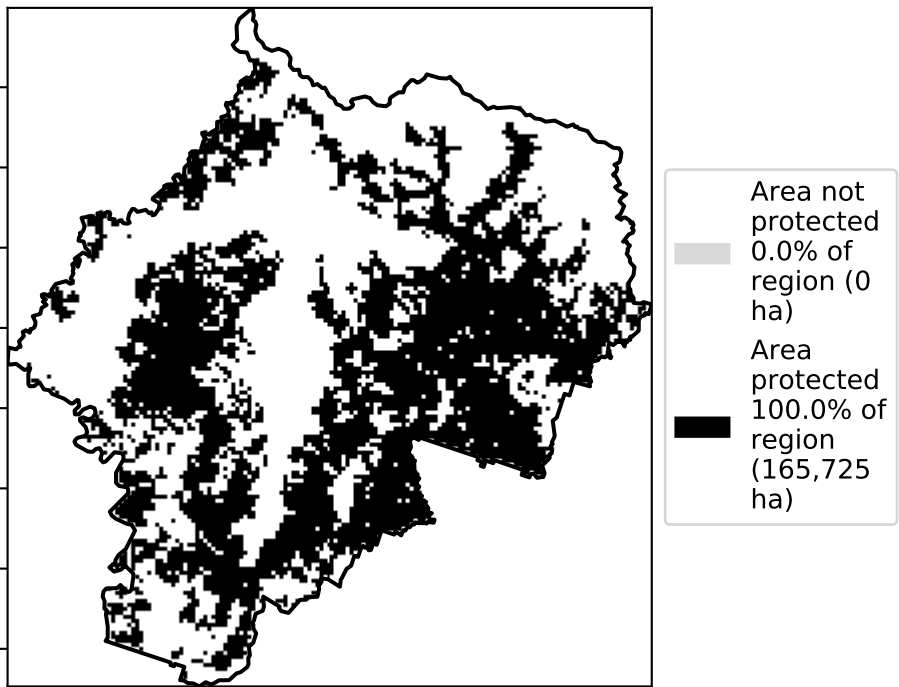 Area not
protected
0.0% of
region (0
ha)
Area
protected
100.0% of
region
(165,725
ha)